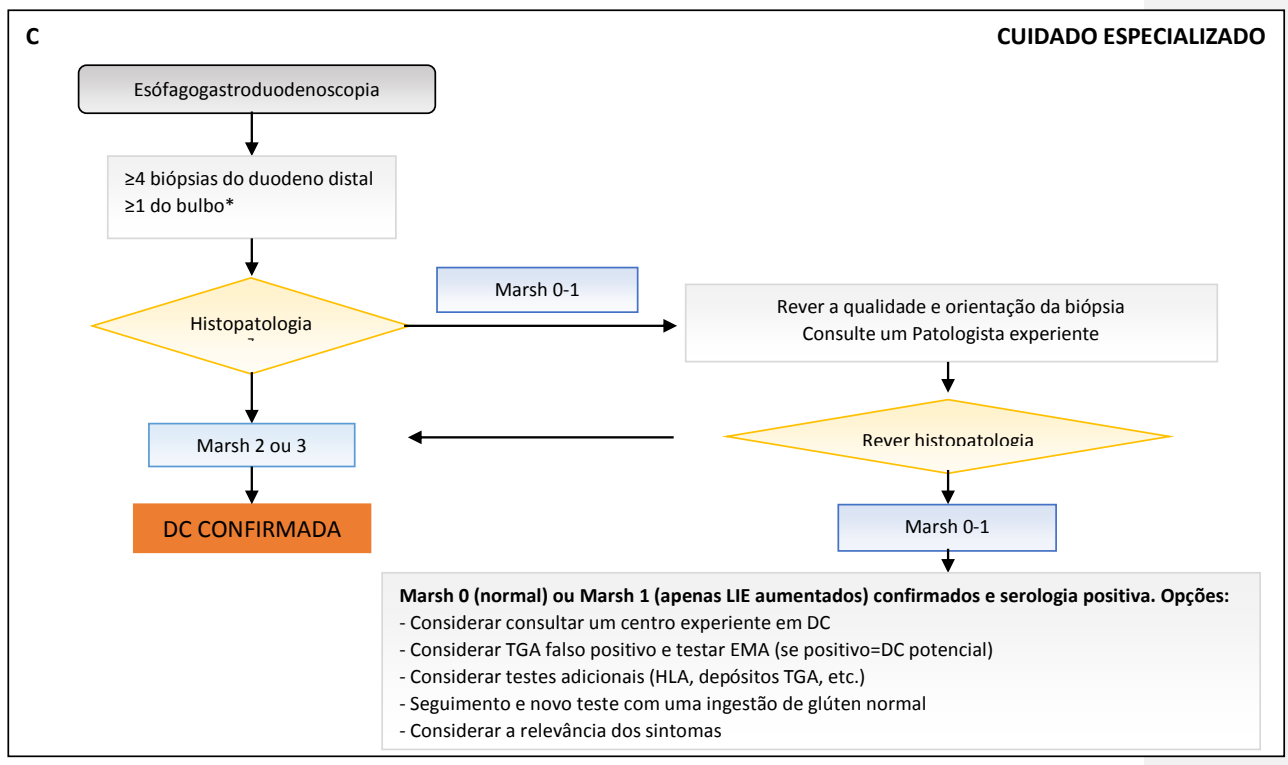 C
CUIDADO ESPECIALIZADO
Esófagogastroduodenoscopia
≥4 biópsias do duodeno distal
≥1 do bulbo*
Histopatologia
Marsh 0-1
Rever a qualidade e orientação da biópsia
Consulte um Patologista experiente
Marsh 2 ou 3
Rever histopatologia
DC CONFIRMADA
Marsh 0-1
Marsh 0 (normal) ou Marsh 1 (apenas LIE aumentados) confirmados e serologia positiva. Opções:
- Considerar consultar um centro experiente em DC
- Considerar TGA falso positivo e testar EMA (se positivo=DC potencial)
- Considerar testes adicionais (HLA, depósitos TGA, etc.)
- Seguimento e novo teste com uma ingestão de glúten normal
- Considerar a relevância dos sintomas